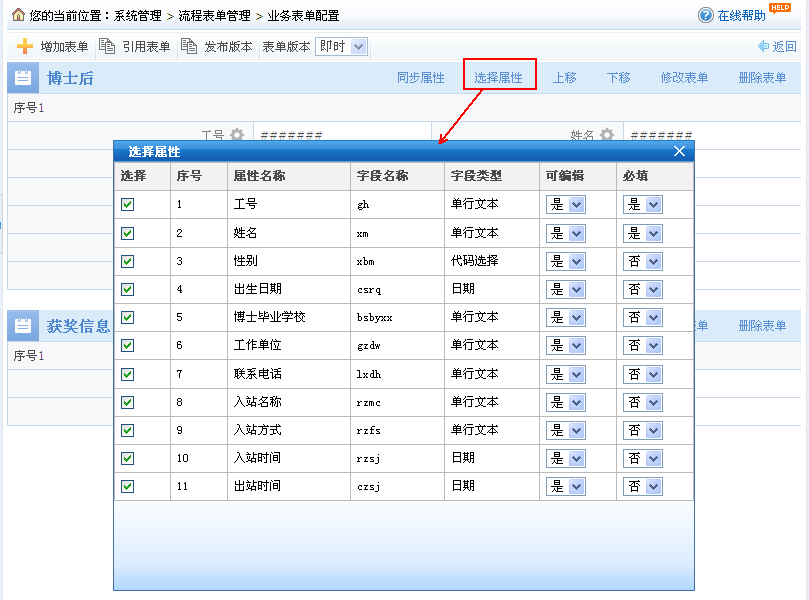 您的当前位置：系统管理 > 流程表单管理 > 业务表单配置 在线帮助 HELP
增加表单 引用表单 发布版本 表单版本 即时 返回
博士后 同步属性 选择属性 上移 下移 修改表单 删除表单
序号1
工号 ####### 姓名 #######
选择属性
选择 序号 属性名称 字段名称 字段类型 可编辑 必填
1 工号 gh 单行文本 是 是
2 姓名 xm 单行文本 是 是
3 性别 xbm 代码选择 是 否
4 出生日期 csrq 日期 是 否
5 博士毕业学校 bsbyxx 单行文本 是 否
6 工作单位 gzdw 单行文本 是 否
7 联系电话 lxdh 单行文本 是 否
8 入站名称 rzmc 单行文本 是 否
9 入站方式 rzfs 单行文本 是 否
10 入站时间 rzsj 日期 是 否
11 出站时间 czsj 日期 是 否
获奖信息 单 删除表单
序号1